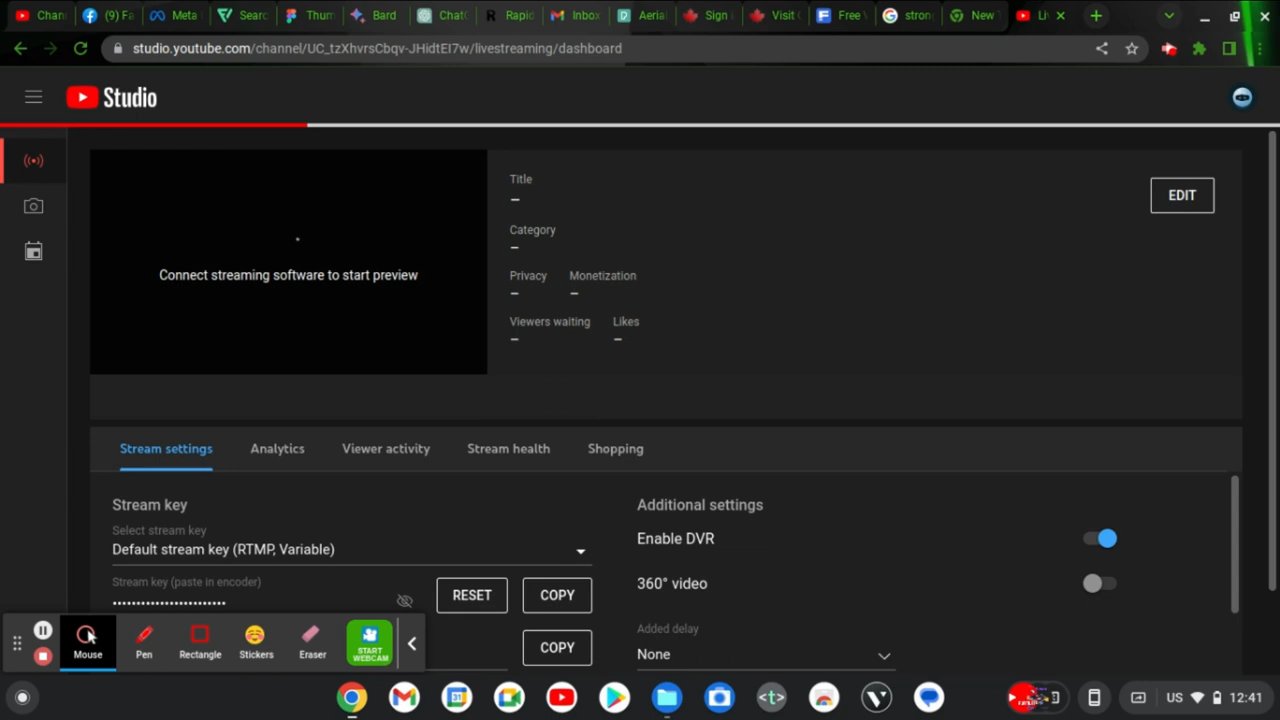 Chan
(9) Fa
Meta
Searc
Thum
Bard
ChatG
Rapid
Inbox
Aerial
Sign i
Visit C
Free V
stron
New T
Li
studio.youtube.com/channel/UC_tzXhvrsCbqv-JHidtEI7w/livestreaming/dashboard
Studio
Title
–
EDIT
Category
–
Connect streaming software to start preview
Privacy Monetization
– –
Viewers waiting Likes
– –
Stream settings Analytics Viewer activity Stream health Shopping
Stream key
Select stream key
Default stream key (RTMP, Variable)
Stream key (paste in encoder)
RESET COPY
COPY
Additional settings
Enable DVR
360° video
Added delay
None
Mouse Pen Rectangle Stickers Eraser START WEBCAM
31
US 12:41